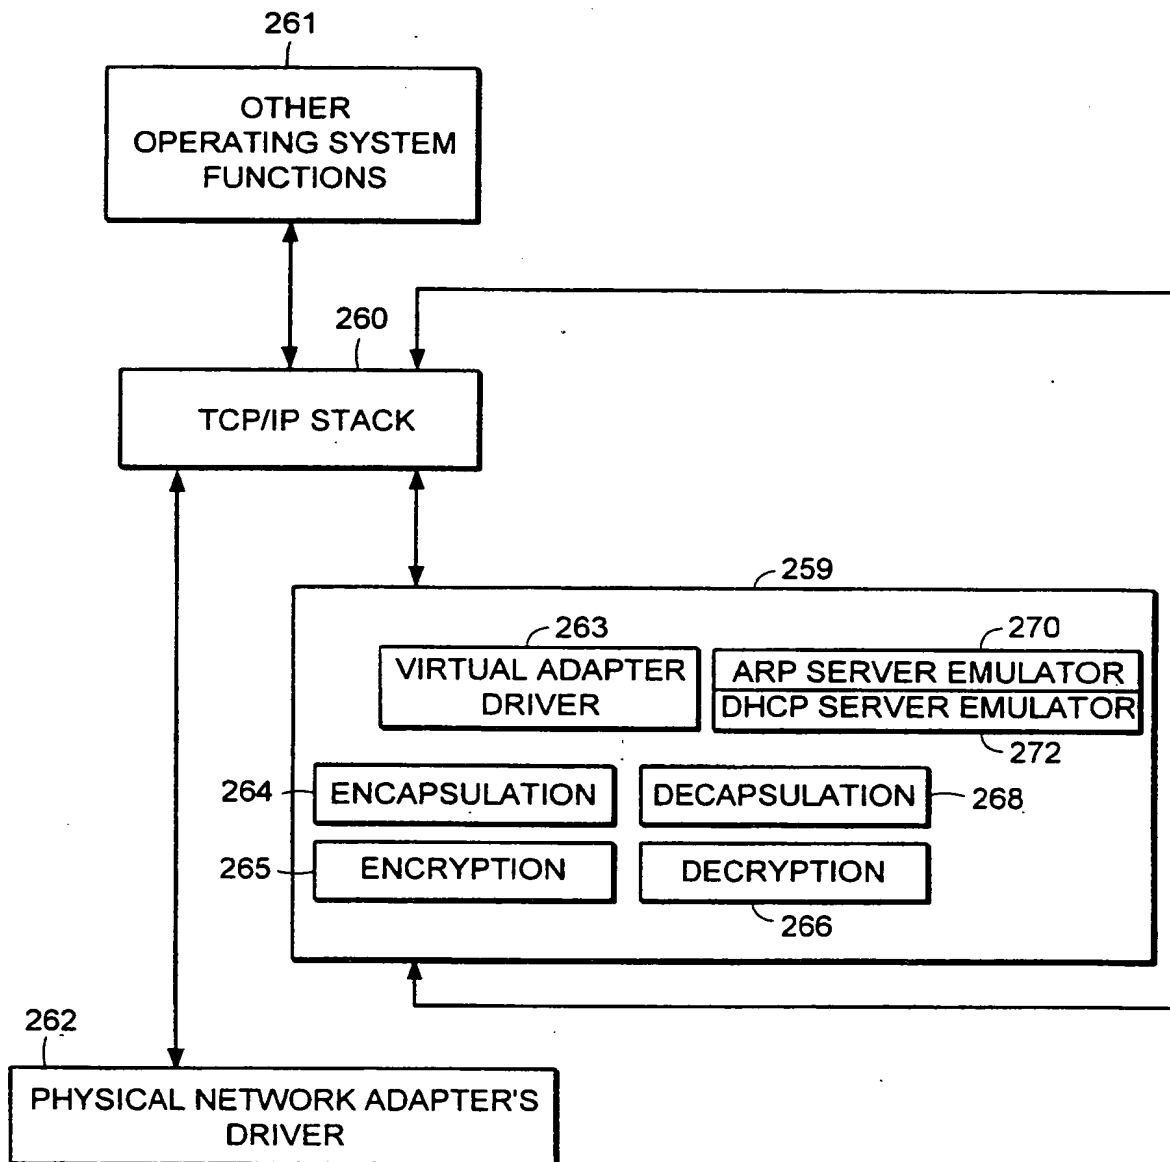 261
OTHER
OPERATING SYSTEM
FUNCTIONS
260
TCP/IP STACK
259
263
VIRTUAL ADAPTER
DRIVER
270
ARP SERVER EMULATOR
DHCP SERVER EMULATOR
272
264
ENCAPSULATION
DECAPSULATION
268
265
ENCRYPTION
DECRYPTION
266
262
PHYSICAL NETWORK ADAPTER'S
DRIVER